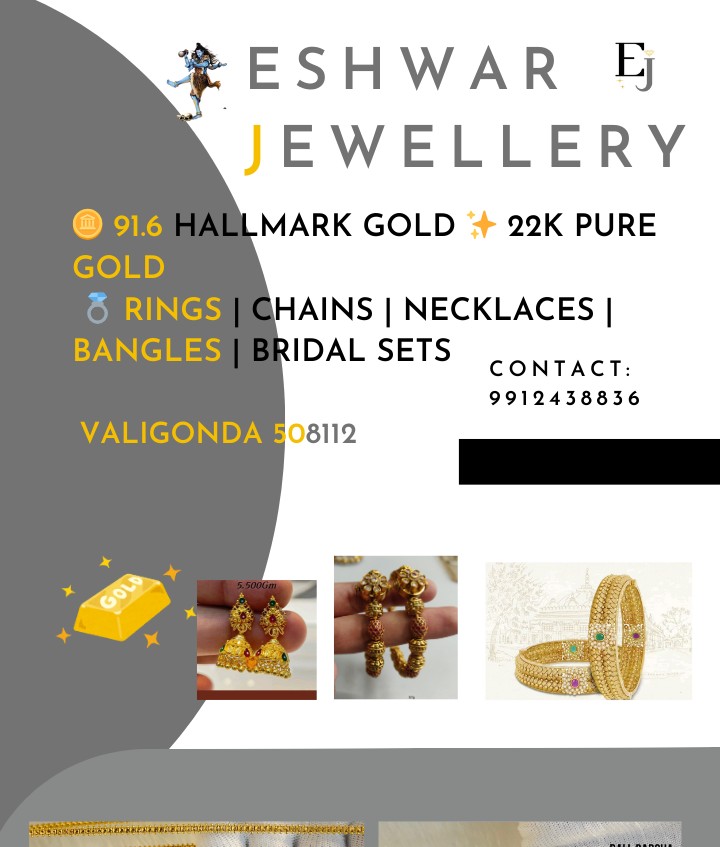 ESHWAR
EJ
JEWELLERY
91.6 HALLMARK GOLD ✨ 22K PURE
GOLD
💍 RINGS | CHAINS | NECKLACES |
BANGLES | BRIDAL SETS
CONTACT:
9912438836
VALIGONDA 508112
GOLD
5.500Gm